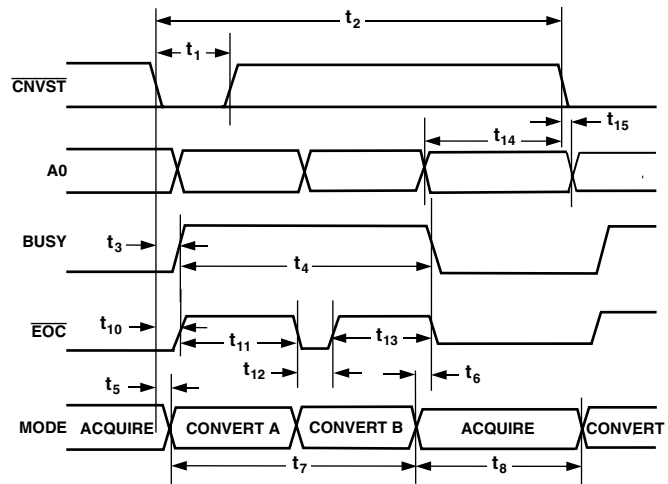 t2
t1
CNVST
t15
t14
A0
BUSY
t3
t4
EOC
t10
t11
t13
t12
t6
t5
MODE ACQUIRE CONVERT A CONVERT B ACQUIRE CONVERT
t7
t8